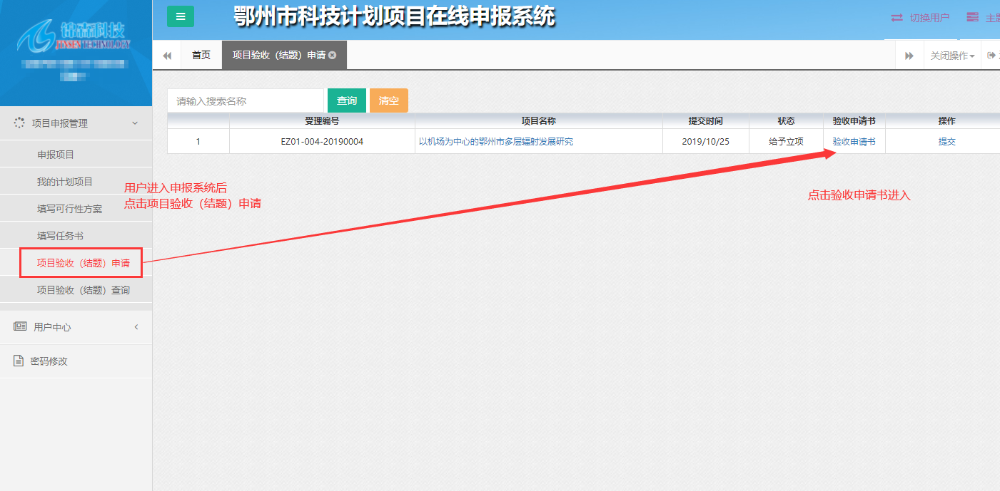 锦森科技
JINSEN TECHNOLOGY
鄂州市科技计划项目在线申报系统
切换用户
首页
项目验收（结题）申请
关闭操作
请输入搜索名称
查询
清空
受理编号 项目名称 提交时间 状态 验收申请书 操作
1 EZ01-004-20190004 以机场为中心的鄂州市多层辐射发展研究 2019/10/25 给予立项 验收申请书 提交
项目申报管理
申报项目
我的计划项目
填写可行性方案
填写任务书
项目验收（结题）申请
项目验收（结题）查询
用户中心
密码修改
用户进入申报系统后
点击项目验收（结题）申请
点击验收申请书进入